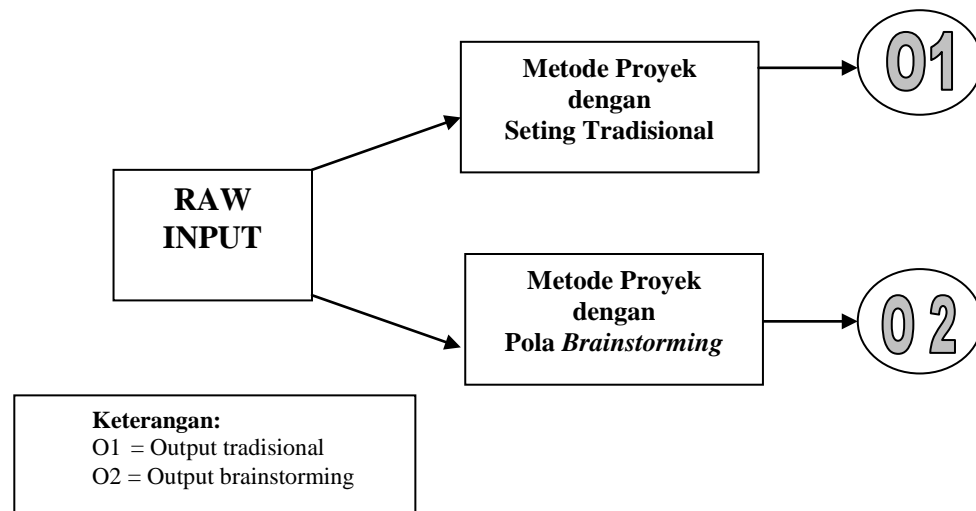 Metode Proyek
dengan
Seting Tradisional
O1
RAW
INPUT
Metode Proyek
dengan
Pola Brainstorming
O 2
Keterangan:
O1 = Output tradisional
O2 = Output brainstorming